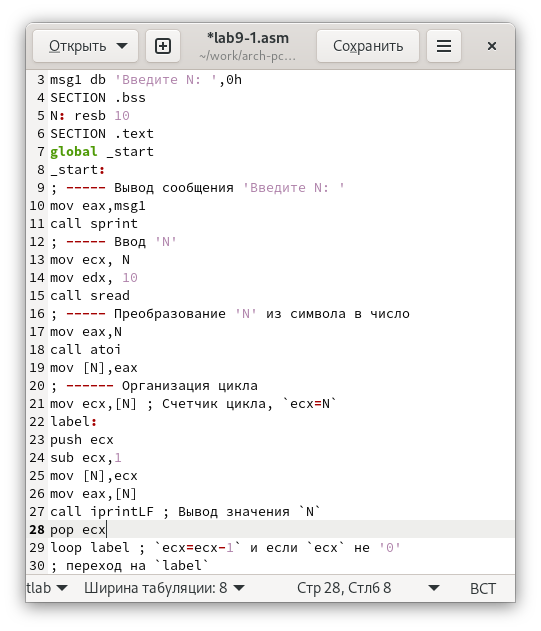 Открыть
*lab9-1.asm
~/work/arch-pc…
Сохранить
3 msg1 db 'Введите N: ',0h
4 SECTION .bss
5 N: resb 10
6 SECTION .text
7 global _start
8 _start:
9 ; ----- Вывод сообщения 'Введите N: '
10 mov eax,msg1
11 call sprint
12 ; ----- Ввод 'N'
13 mov ecx, N
14 mov edx, 10
15 call sread
16 ; ----- Преобразование 'N' из символа в число
17 mov eax,N
18 call atoi
19 mov [N],eax
20 ; ------ Организация цикла
21 mov ecx,[N] ; Счетчик цикла, `ecx=N`
22 label:
23 push ecx
24 sub ecx,1
25 mov [N],ecx
26 mov eax,[N]
27 call iprintLF ; Вывод значения `N`
28 pop ecx
29 loop label ; `ecx=ecx-1` и если `ecx` не '0'
30 ; переход на `label`
tlab Ширина табуляции: 8 Стр 28, Стлб 8 ВСТ